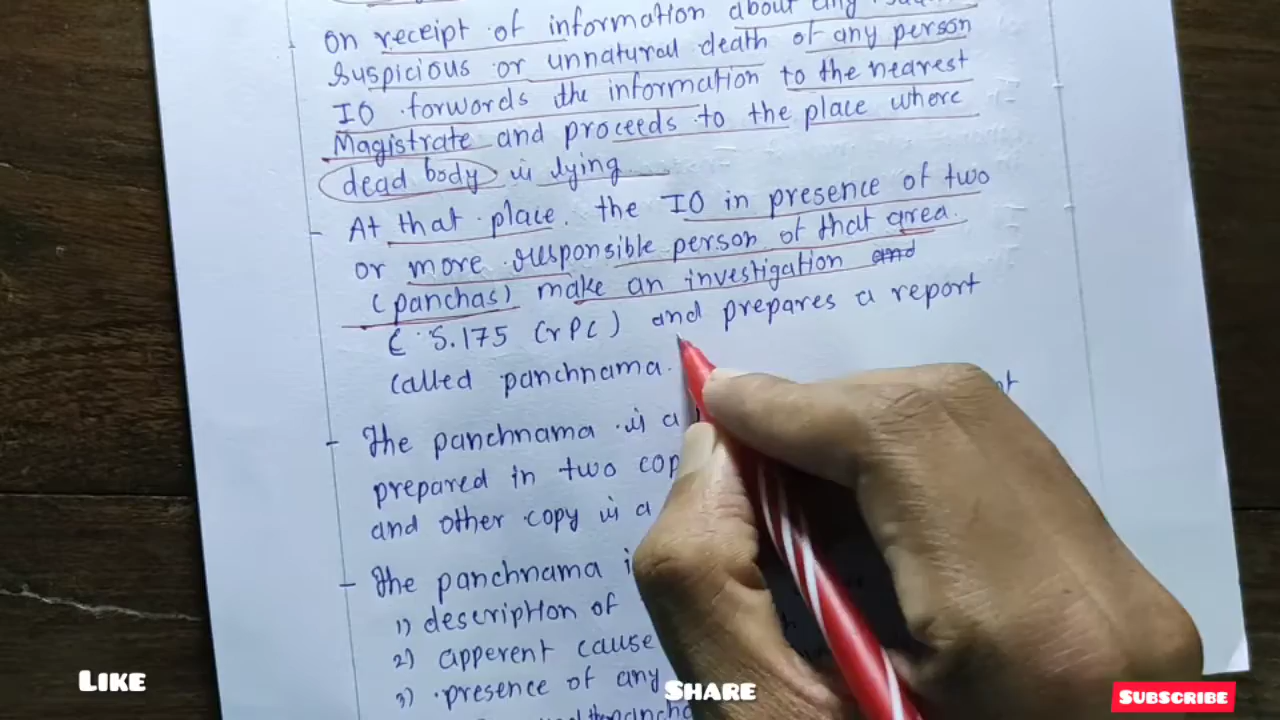 on receipt of information about any
suspicious or unnatural death of any person
IO forwords the information to the nearest
Magistrate and proceeds to the place where
dead body is lying
- At that place. the IO in presence of two
or more responsible person of that area.
(panchas) make an investigation and
( S.175 CrPC) and prepares a report
called panchnama.
- The panchnama is a
prepared in two
and other copy is a
- The panchnama
1) description of
2) apperent cause
3) presence of any
LIKE
SHARE
SUBSCRIBE